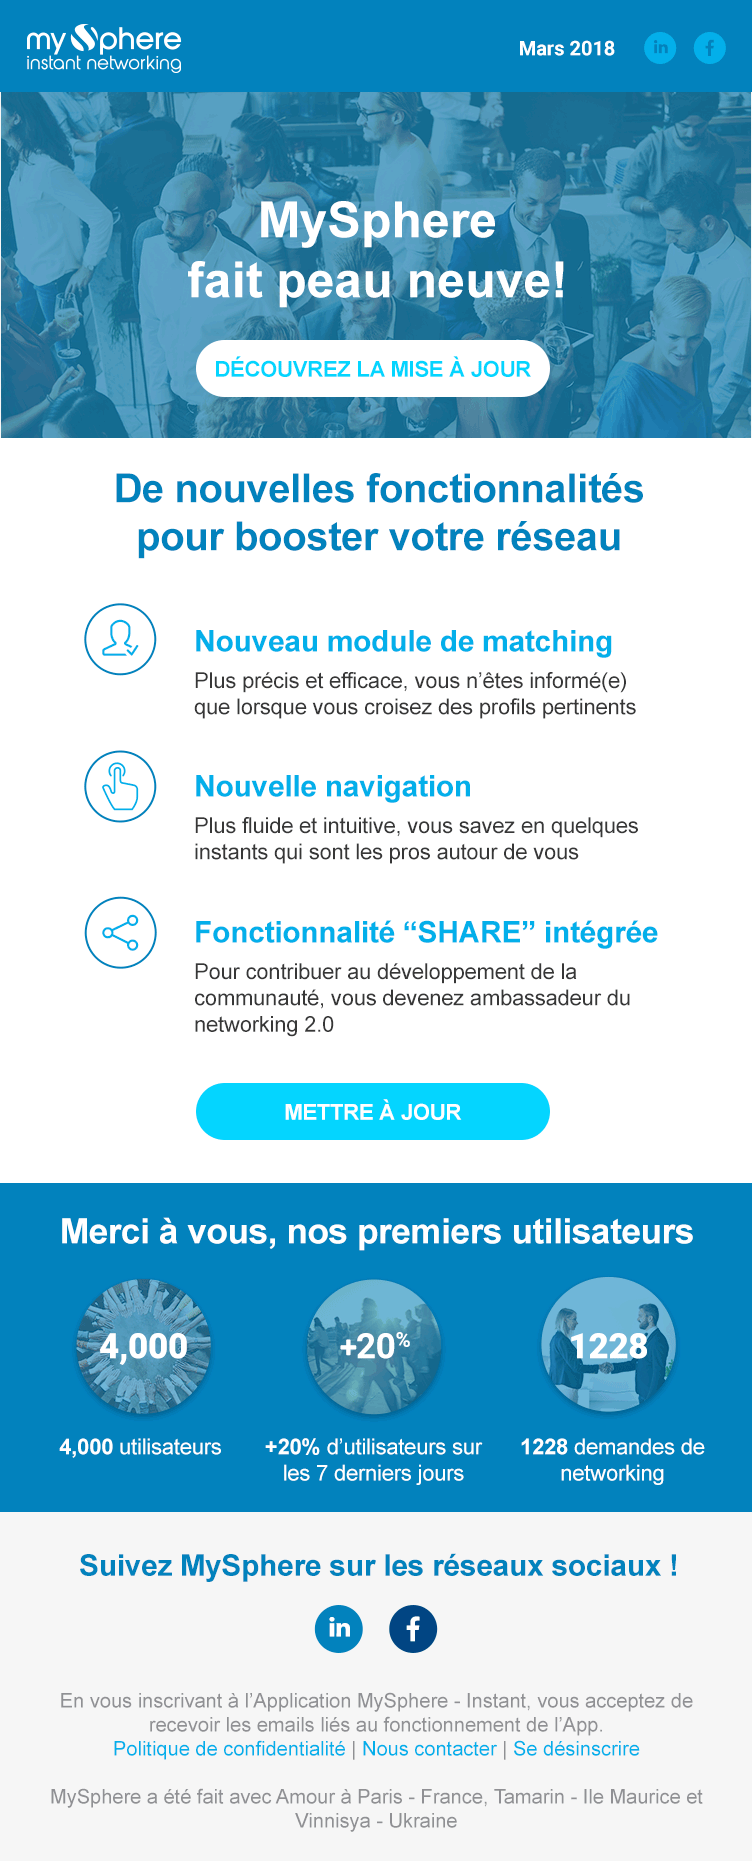 my Sphere
instant networking
Mars 2018
in
f
MySphere
fait peau neuve!
DÉCOUVREZ LA MISE À JOUR
De nouvelles fonctionnalités
pour booster votre réseau
Nouveau module de matching
Plus précis et efficace, vous n’êtes informé(e)
que lorsque vous croisez des profils pertinents
Nouvelle navigation
Plus fluide et intuitive, vous savez en quelques
instants qui sont les pros autour de vous
Fonctionnalité “SHARE” intégrée
Pour contribuer au développement de la
communauté, vous devenez ambassadeur du
networking 2.0
METTRE À JOUR
Merci à vous, nos premiers utilisateurs
4,000
+20%
1228
4,000 utilisateurs
+20% d’utilisateurs sur
les 7 derniers jours
1228 demandes de
networking
Suivez MySphere sur les réseaux sociaux !
in
f
En vous inscrivant à l’Application MySphere - Instant, vous acceptez de
recevoir les emails liés au fonctionnement de l’App.
Politique de confidentialité | Nous contacter | Se désinscrire
MySphere a été fait avec Amour à Paris - France, Tamarin - Ile Maurice et
Vinnisya - Ukraine